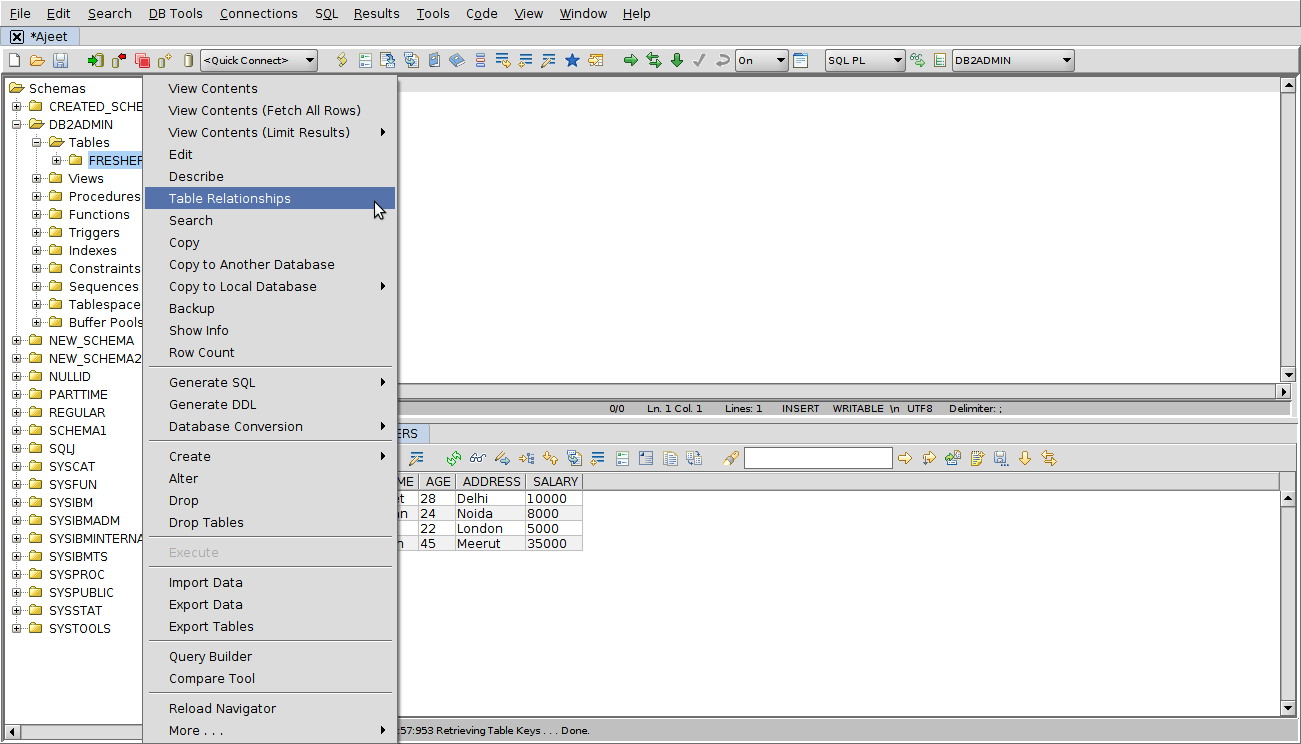 File Edit Search DB Tools Connections SQL Results Tools Code View Window Help
*Ajeet
<Quick Connect> On SQL PL DB2ADMIN
Schemas
CREATED_SCHE
DB2ADMIN
Tables
FRESHER
Views
Procedures
Functions
Triggers
Indexes
Constraints
Sequences
Tablespace
Buffer Pools
NEW_SCHEMA
NEW_SCHEMA2
NULLID
PARTTIME
REGULAR
SCHEMA1
SQLJ
SYSCAT
SYSFUN
SYSIBM
SYSIBMADM
SYSIBMINTERNA
SYSIBMTS
SYSPROC
SYSPUBLIC
SYSSTAT
SYSTOOLS
View Contents
View Contents (Fetch All Rows)
View Contents (Limit Results)
Edit
Describe
Table Relationships
Search
Copy
Copy to Another Database
Copy to Local Database
Backup
Show Info
Row Count
Generate SQL
Generate DDL
Database Conversion
Create
Alter
Drop
Drop Tables
Execute
Import Data
Export Data
Export Tables
Query Builder
Compare Tool
Reload Navigator
More . . .
0/0 Ln. 1 Col. 1 Lines: 1 INSERT WRITABLE \n UTF8 Delimiter: ;
ERS
ME AGE ADDRESS SALARY
et 28 Delhi 10000
an 24 Noida 8000
22 London 5000
n 45 Meerut 35000
:57:953 Retrieving Table Keys . . . Done.